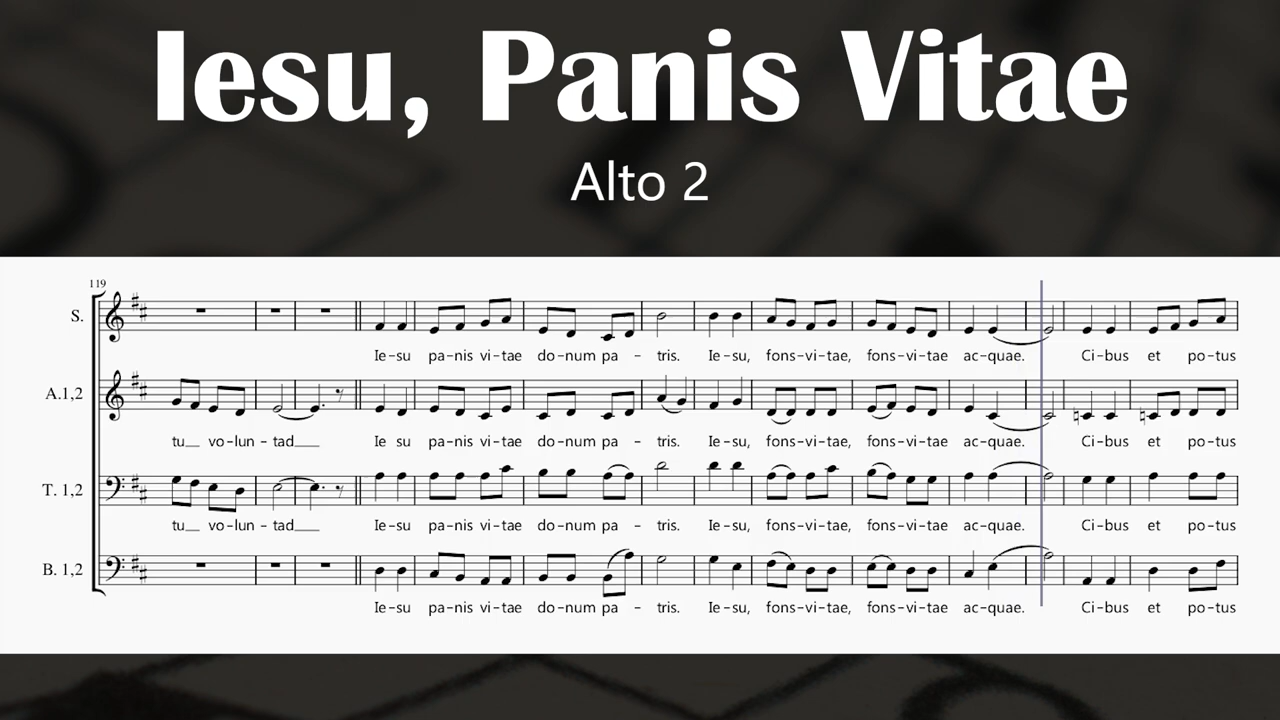 Iesu, Panis Vitae
Alto 2
119
S.
Ie-su pa-nis vi-tae do-num pa-tris. Ie-su, fons-vi-tae, fons-vi-tae ac-quae. Ci-bus et po-tus
A.1,2
tu__ vo-lun-tad__ Ie su pa-nis vi-tae do-num pa-tris. Ie-su, fons-vi-tae, fons-vi-tae ac-quae. Ci-bus et po-tus
T. 1,2
tu__ vo-lun-tad__ Ie-su pa-nis vi-tae do-num pa-tris. Ie-su, fons-vi-tae, fons-vi-tae ac-quae. Ci-bus et po-tus
B. 1,2
Ie-su pa-nis vi-tae do-num pa-tris. Ie-su, fons-vi-tae, fons-vi-tae ac-quae. Ci-bus et po-tus